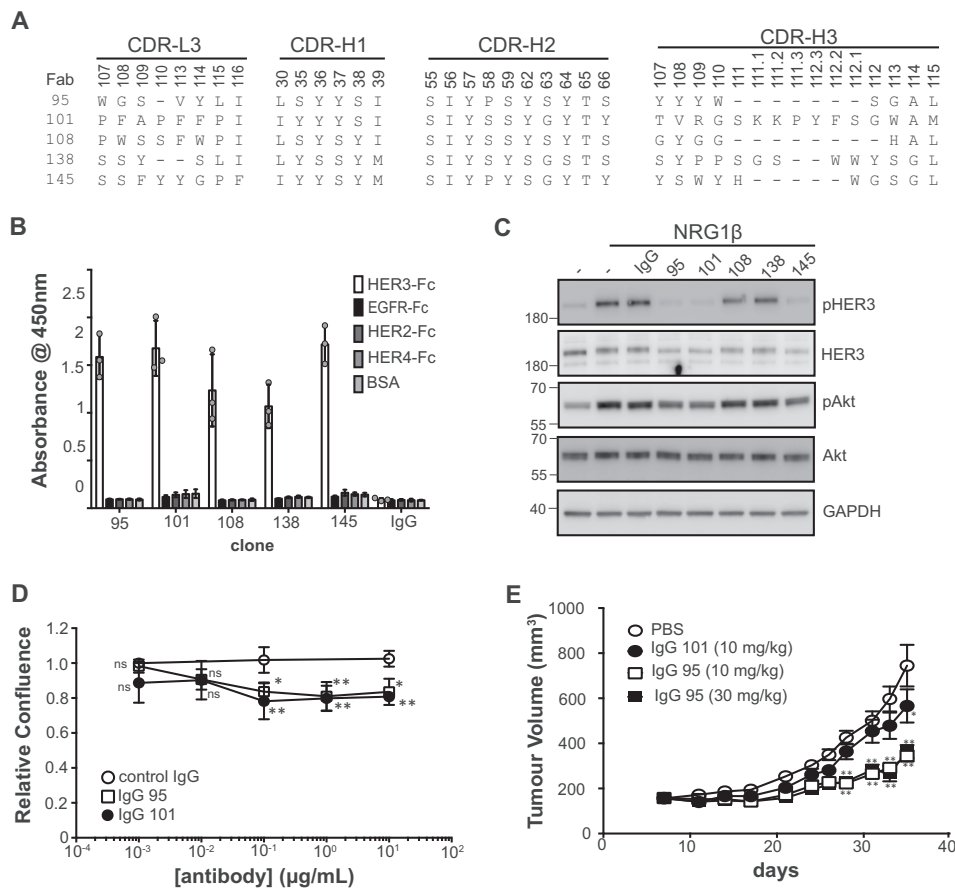 A
CDR-L3 CDR-H1 CDR-H2 CDR-H3
Fab 107 108 109 110 113 114 115 116 30 35 36 37 38 39 55 56 57 58 59 62 63 64 65 66 107 108 109 110 111 111.1 111.2 111.3 112.3 112.2 112.1 112 113 114 115
95 W G S - V Y L I L S Y Y S I S I Y P S Y S G Y T S Y Y Y W - - - - - - - S G A L
101 P F A P F F P I I Y Y Y S I S I Y S S Y G Y T Y T V R G S K K P Y F S G W A M
108 P W S S P W P I L Y Y S Y I S I Y P Y S Y S T Y G Y G G - - - - - - - - H A L
138 S S Y - - S L I L Y S S Y M S I Y S Y S G S T S S Y P P S G S - - W W Y S G L
145 S S F Y Y G P F I Y Y S Y M S I Y P Y S G Y T Y Y S W Y H - - - - - W G S G L
B
Absorbance @ 450nm
2.5
2
1.5
1
0.5
0
HER3-Fc
EGFR-Fc
HER2-Fc
HER4-Fc
BSA
95 101 108 138 145 IgG
clone
C
NRG1β
- - IgG 95 101 108 138 145
180
pHER3
180
HER3
70
55
pAkt
70
55
Akt
40
GAPDH
D
Relative Confluence
1.2
1.0
0.8
0.6
0.4
0.2
0
ns
ns
ns
ns
*
**
**
**
*
**
control IgG
IgG 95
IgG 101
10⁻⁴ 10⁻³ 10⁻² 10⁻¹ 10⁰ 10¹ 10²
[antibody] (µg/mL)
E
Tumour Volume (mm³)
1000
800
600
400
200
0
PBS
IgG 101 (10 mg/kg)
IgG 95 (10 mg/kg)
IgG 95 (30 mg/kg)
*
**
**
**
**
**
**
**
**
0 10 20 30 40
days